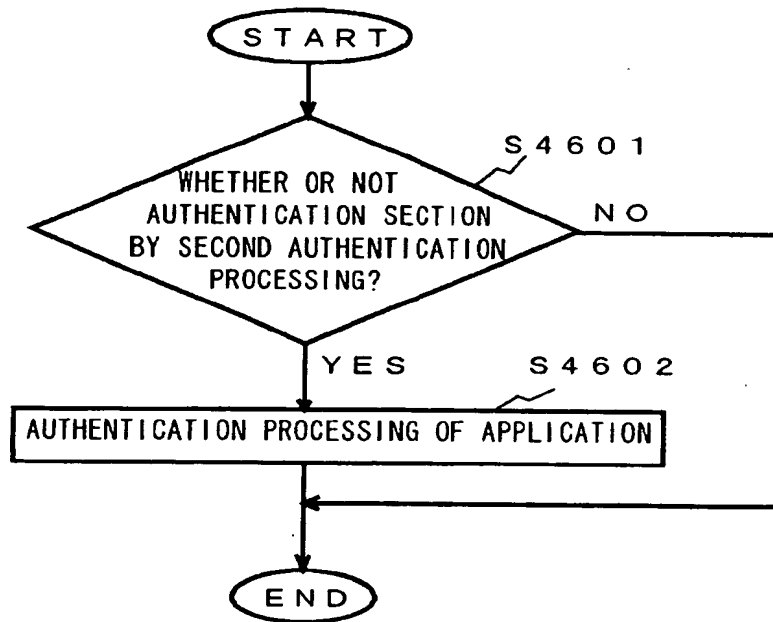 START
S4601
WHETHER OR NOT
AUTHENTICATION SECTION
BY SECOND AUTHENTICATION
PROCESSING?
NO
YES
S4602
AUTHENTICATION PROCESSING OF APPLICATION
END